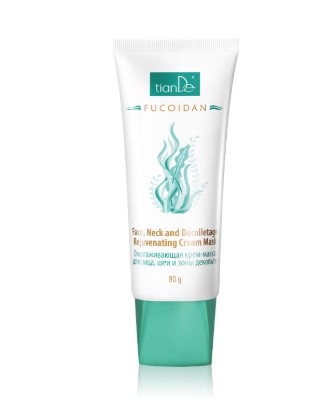 tianDe
FUCOIDAN
Face, Neck and Décolletage
Rejuvenating Cream Mask
Омолаживающая крем-маска
для лица, шеи и зоны декольте
80 g